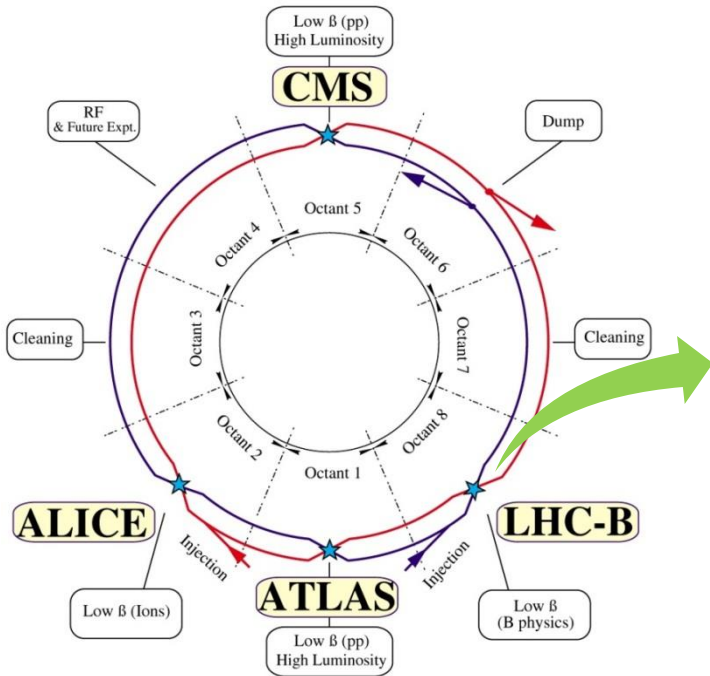 Low ß (pp)
High Luminosity
CMS
RF
& Future Expt.
Dump
Octant 5
Octant 4
Octant 6
Cleaning
Octant 3
Octant 7
Cleaning
Octant 2
Octant 8
Octant 1
ALICE
LHC-B
Injection
Injection
ATLAS
Low ß (Ions)
Low ß
(B physics)
Low ß (pp)
High Luminosity